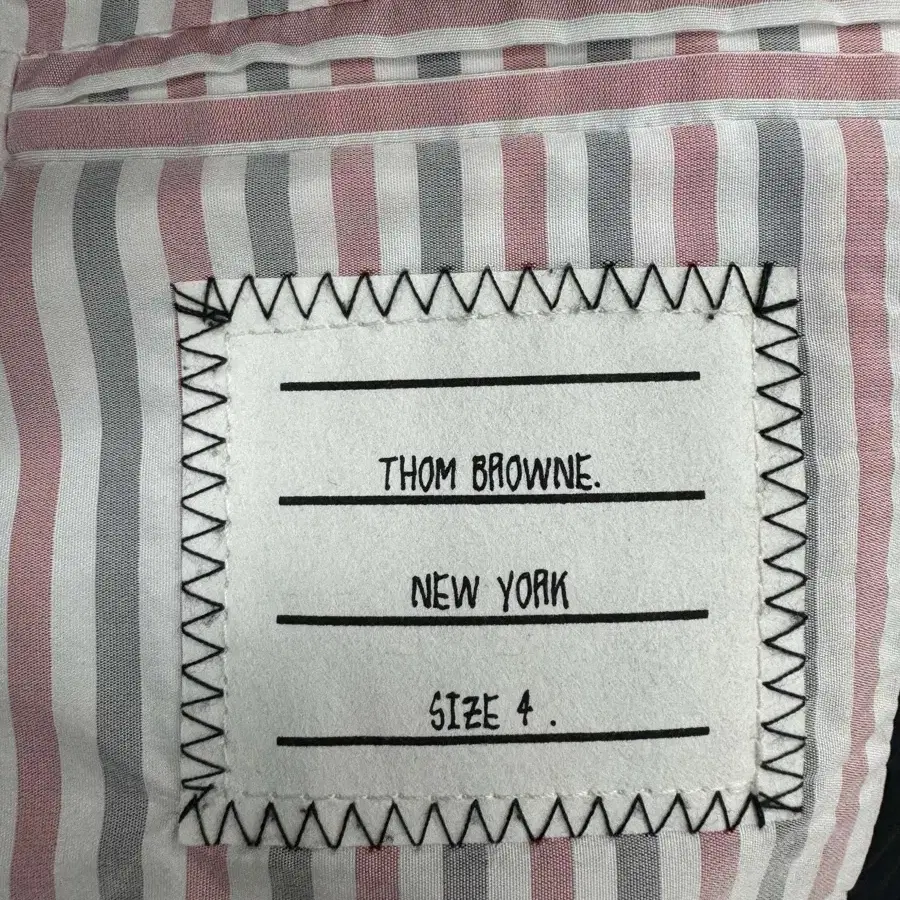 THOM BROWNE.
NEW YORK
SIZE 4 .